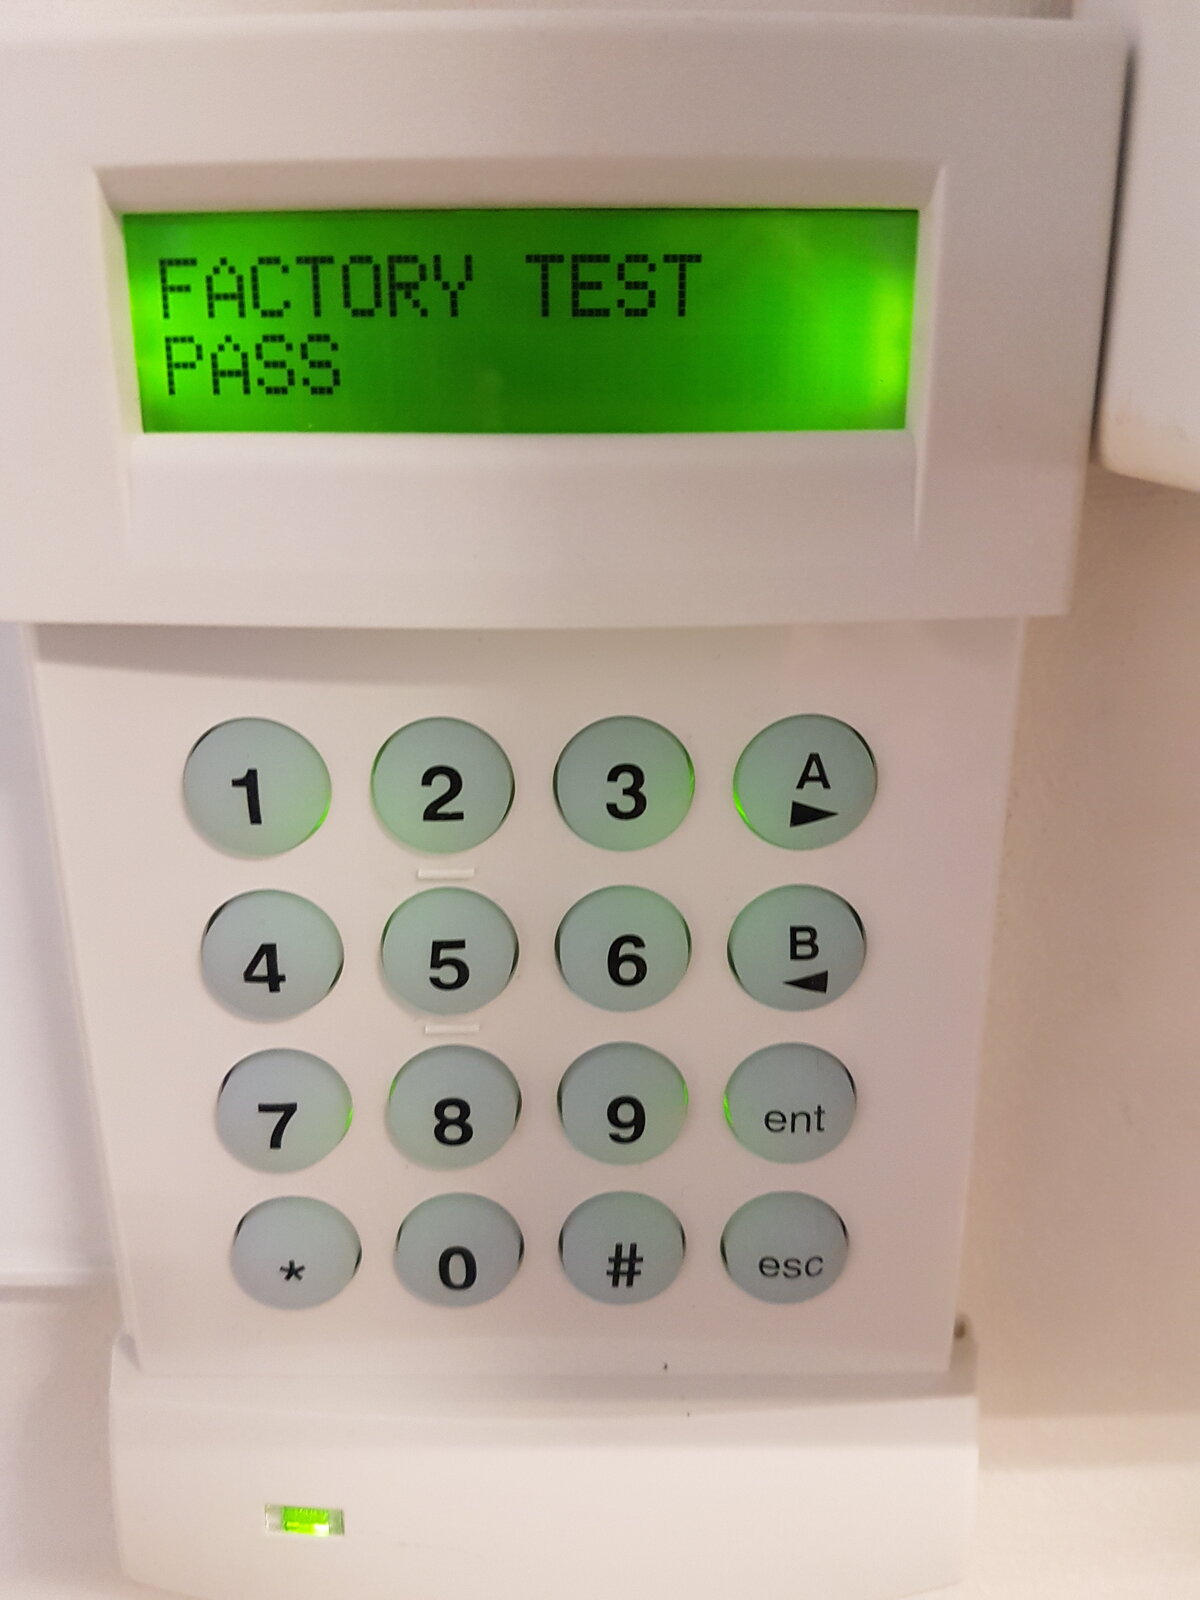 FACTORY TEST
PASS
1 2 3 A
4 5 6 B
7 8 9 ent
* 0 # esc